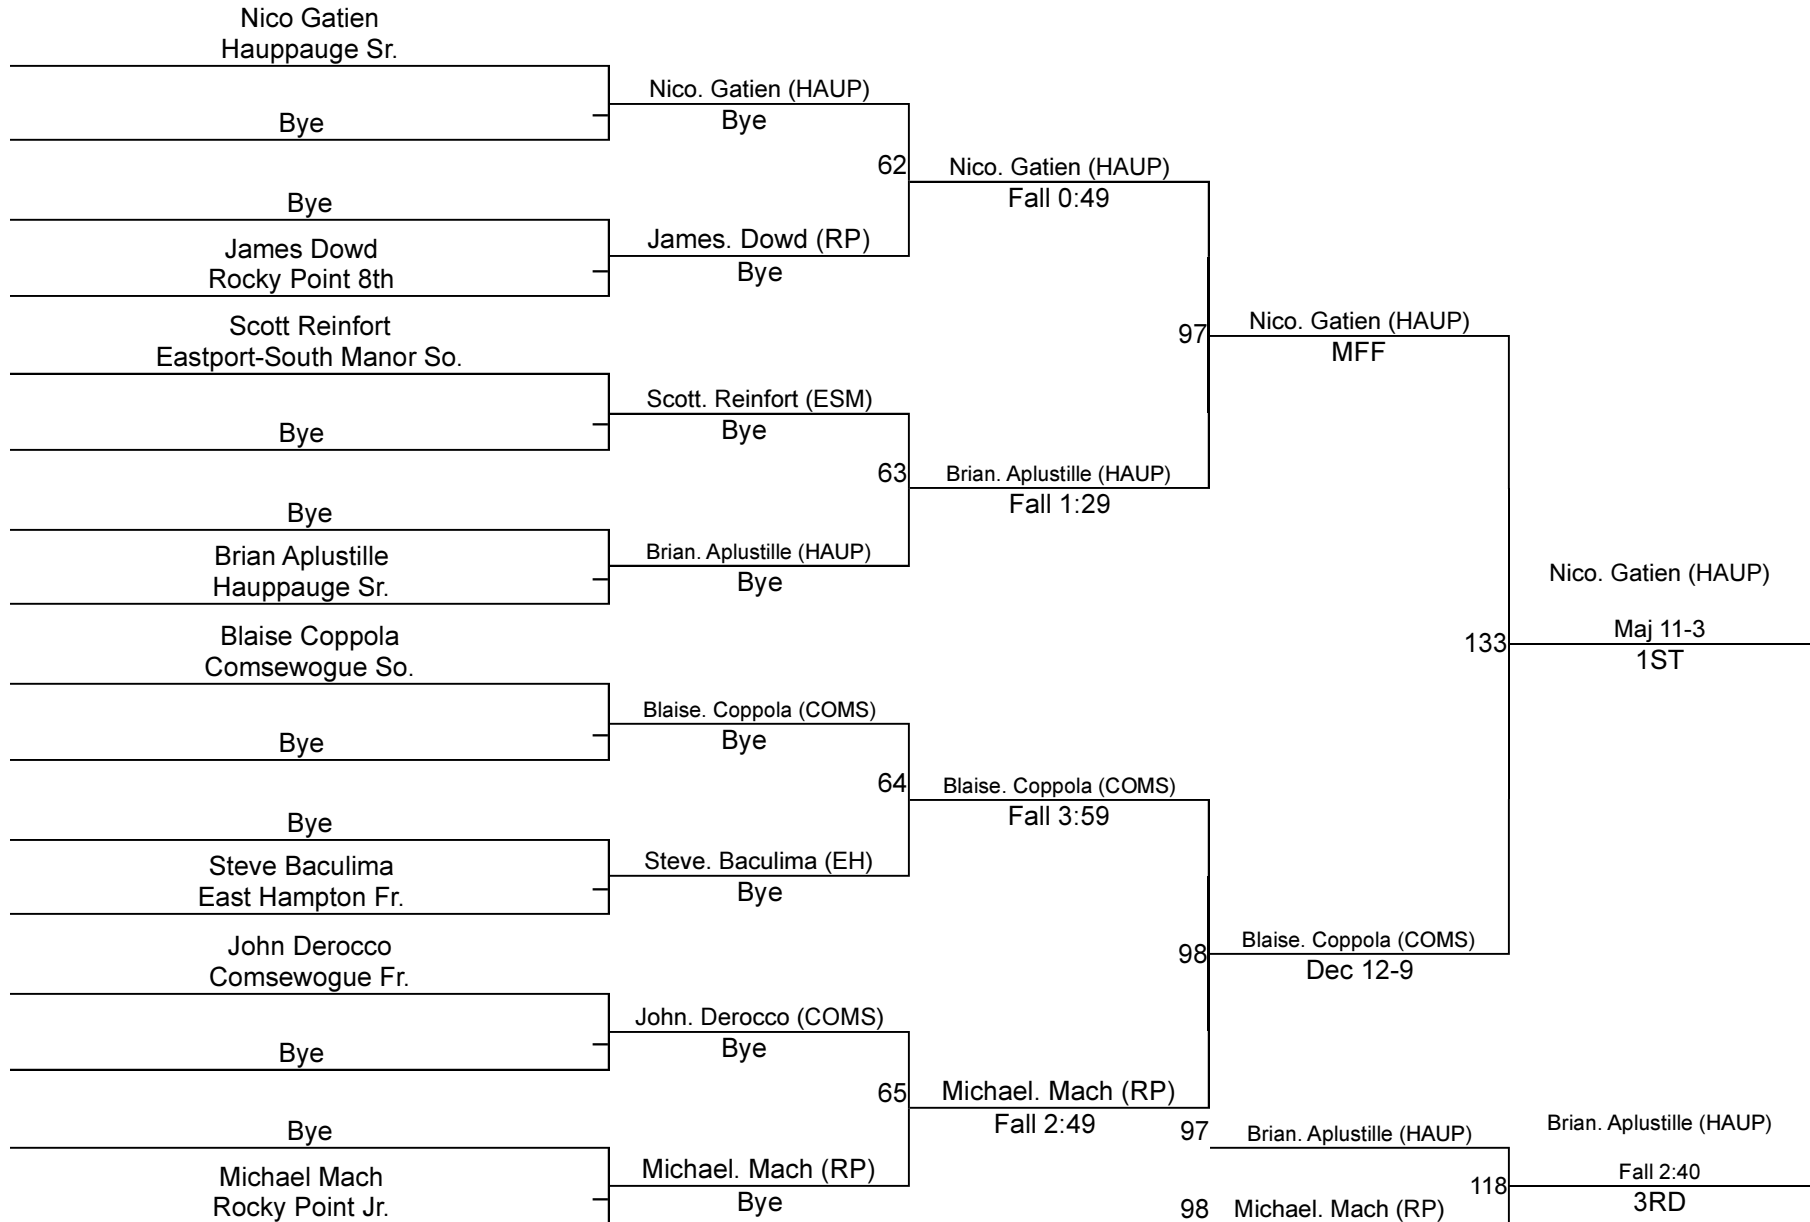 Nico Gatien
Hauppauge Sr.
Bye
Bye
James Dowd
Rocky Point 8th
Scott Reinfort
Eastport-South Manor So.
Bye
Bye
Brian Aplustille
Hauppauge Sr.
Blaise Coppola
Comsewogue So.
Bye
Bye
Steve Baculima
East Hampton Fr.
John Derocco
Comsewogue Fr.
Bye
Bye
Michael Mach
Rocky Point Jr.
Nico. Gatien (HAUP)
Bye
62
James. Dowd (RP)
Bye
Scott. Reinfort (ESM)
Bye
63
Brian. Aplustille (HAUP)
Bye
Blaise. Coppola (COMS)
Bye
64
Steve. Baculima (EH)
Bye
John. Derocco (COMS)
Bye
65
Michael. Mach (RP)
Bye
Nico. Gatien (HAUP)
Fall 0:49
97
Brian. Aplustille (HAUP)
Fall 1:29
Blaise. Coppola (COMS)
Fall 3:59
98
Michael. Mach (RP)
Fall 2:49
Nico. Gatien (HAUP)
MFF
133
Blaise. Coppola (COMS)
Dec 12-9
Nico. Gatien (HAUP)
Maj 11-3
1ST
97 Brian. Aplustille (HAUP)
118
98 Michael. Mach (RP)
Brian. Aplustille (HAUP)
Fall 2:40
3RD